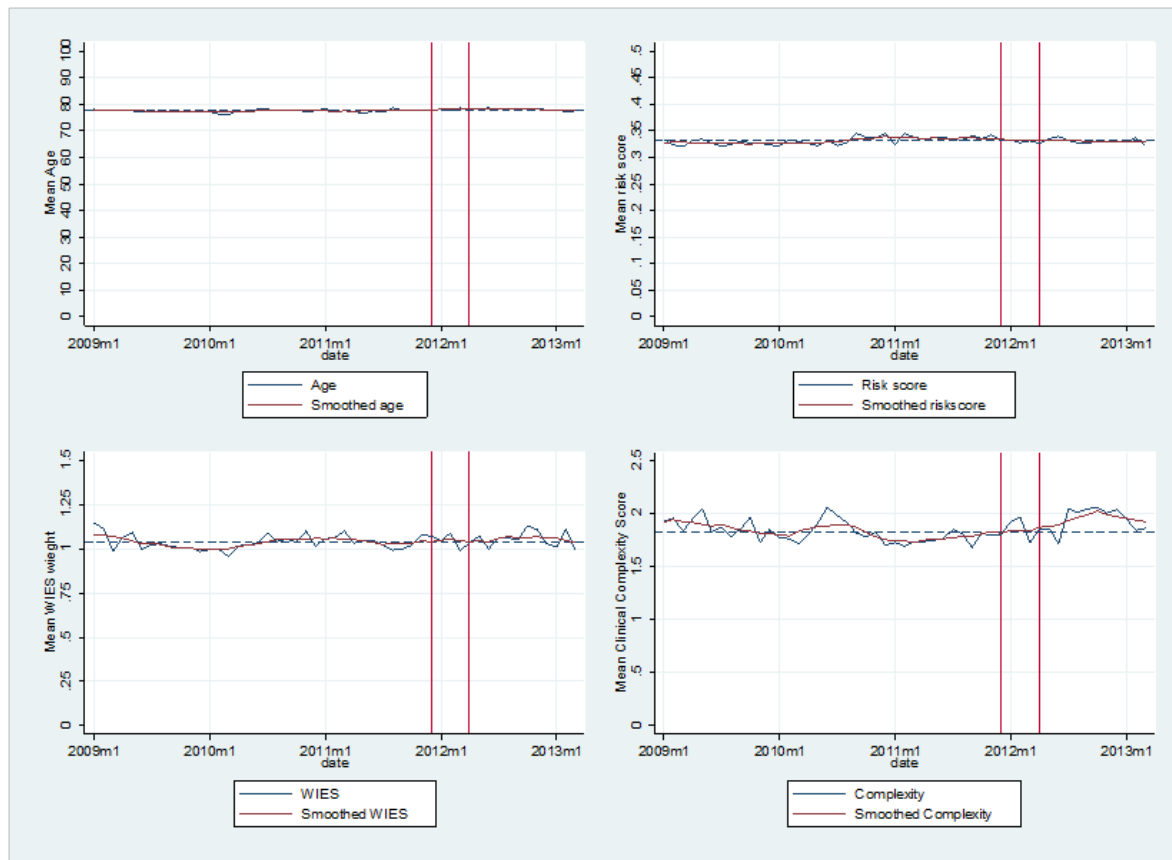 Mean Age
100
90
80
70
60
50
40
30
20
10
0
2009m1 2010m1 2011m1 2012m1 2013m1
date
Age
Smoothed age
Mean risk score
.5
.45
.4
.35
.3
.25
.2
.15
.1
.05
0
2009m1 2010m1 2011m1 2012m1 2013m1
date
Risk score
Smoothed riskscore
Mean WIES wieght
1.5
1.25
1
.75
.5
.25
0
2009m1 2010m1 2011m1 2012m1 2013m1
date
WIES
Smoothed WIES
Mean Clinical Complexity Score
2.5
2
1.5
1
.5
0
2009m1 2010m1 2011m1 2012m1 2013m1
date
Complexity
Smoothed Complexity